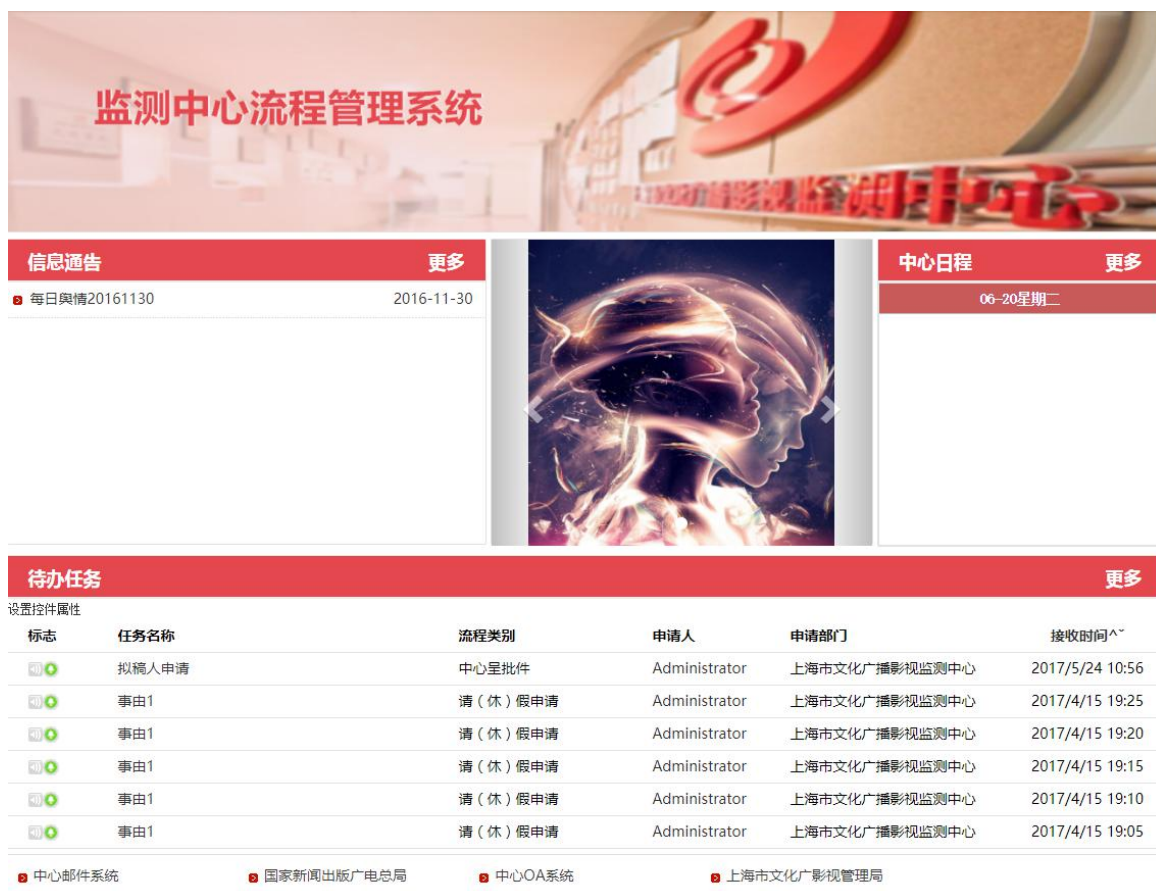 监测中心流程管理系统
影视监测中心
信息通告 更多
每日舆情20161130 2016-11-30
中心日程 更多
06-20星期二
待办任务 更多
设置控件属性
标志 任务名称 流程类别 申请人 申请部门 接收时间^ˇ
拟稿人申请 中心呈批件 Administrator 上海市文化广播影视监测中心 2017/5/24 10:56
事由1 请（休）假申请 Administrator 上海市文化广播影视监测中心 2017/4/15 19:25
事由1 请（休）假申请 Administrator 上海市文化广播影视监测中心 2017/4/15 19:20
事由1 请（休）假申请 Administrator 上海市文化广播影视监测中心 2017/4/15 19:15
事由1 请（休）假申请 Administrator 上海市文化广播影视监测中心 2017/4/15 19:10
事由1 请（休）假申请 Administrator 上海市文化广播影视监测中心 2017/4/15 19:05
中心邮件系统 国家新闻出版广电总局 中心OA系统 上海市文化广影视管理局